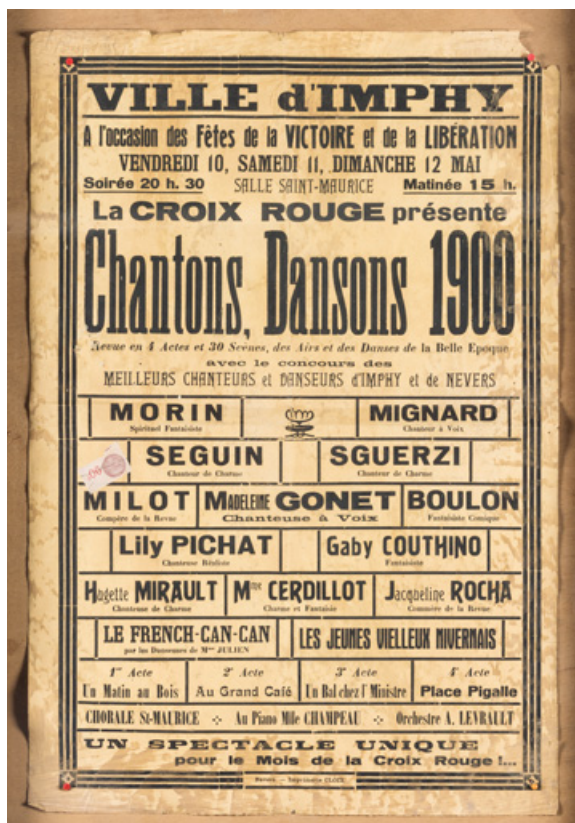 VILLE d'IMPHY
A l'occasion des Fêtes de la VICTOIRE et de la LIBÉRATION
VENDREDI 10, SAMEDI 11, DIMANCHE 12 MAI
Soirée 20 h. 30 SALLE SAINT-MAURICE Matinée 15 h.
La CROIX ROUGE présente
Chantons, Dansons 1900
Revue en 4 Actes et 30 Scènes, des Airs et des Danses de la Belle Epoque
avec le concours des
MEILLEURS CHANTEURS et DANSEURS d'IMPHY et de NEVERS
MORIN MIGNARD
Spirituel Fantaisiste Chanteur à Voix
SEGUIN SGUERZI
Chanteur de Charme Chanteur de Charme
MILOT MADELEINE GONET BOULON
Compère de la Revue Chanteuse à Voix Fantaisiste Comique
Lily PICHAT Gaby COUTHINO
Chanteuse Réaliste Fantaisiste
Hugette MIRAULT Mme CERDILLOT Jacqueline ROCHA
Chanteuse de Charme Charme et Fantaisie Commère de la Revue
LE FRENCH-CAN-CAN LES JEUNES VIELLEUX NIVERNAIS
par les Danseuses de Mme JULIEN
1er Acte 2e Acte 3e Acte 4e Acte
Un Matin au Bois Au Grand Café Un Bal chez l'Ministre Place Pigalle
CHORALE St-MAURICE Au Piano Mlle CHAMPEAU Orchestre A. LEVRAULT
UN SPECTACLE UNIQUE
pour le Mois de la Croix Rouge !...
Nevers. — Imprimerie